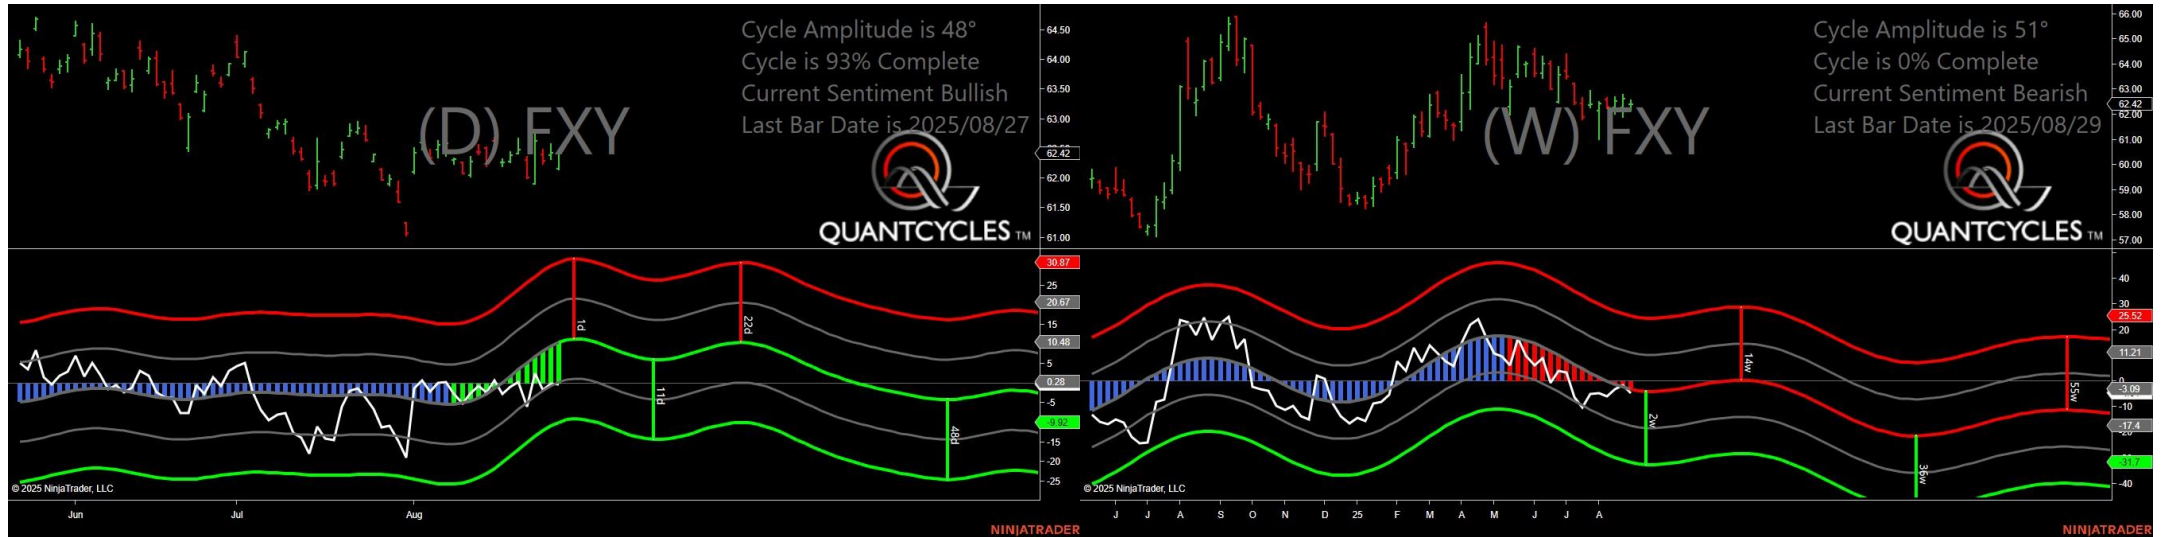 Cycle Amplitude is 48°
Cycle is 93% Complete
Current Sentiment Bullish
Last Bar Date is 2025/08/27
(D) FXY
QUANTCYCLES TM
64.50
64.00
63.50
63.00
62.42
62.00
61.50
61.00
30.87
25
20.67
15
10.48
5
0.28
-5
-9.92
-15
-20
-25
1d
11d
22d
48d
© 2025 NinjaTrader, LLC
Jun Jul Aug
NINJATRADER
Cycle Amplitude is 51°
Cycle is 0% Complete
Current Sentiment Bearish
Last Bar Date is 2025/08/29
(W) FXY
QUANTCYCLES TM
66.00
65.00
64.00
63.00
62.42
62.00
61.00
60.00
59.00
58.00
57.00
40
30
25.52
20
11.21
0
-3.09
-10
-17.4
-31.7
-40
2w
14w
36w
55w
© 2025 NinjaTrader, LLC
J J A S O N D 25 F M A M J J A
NINJATRADER